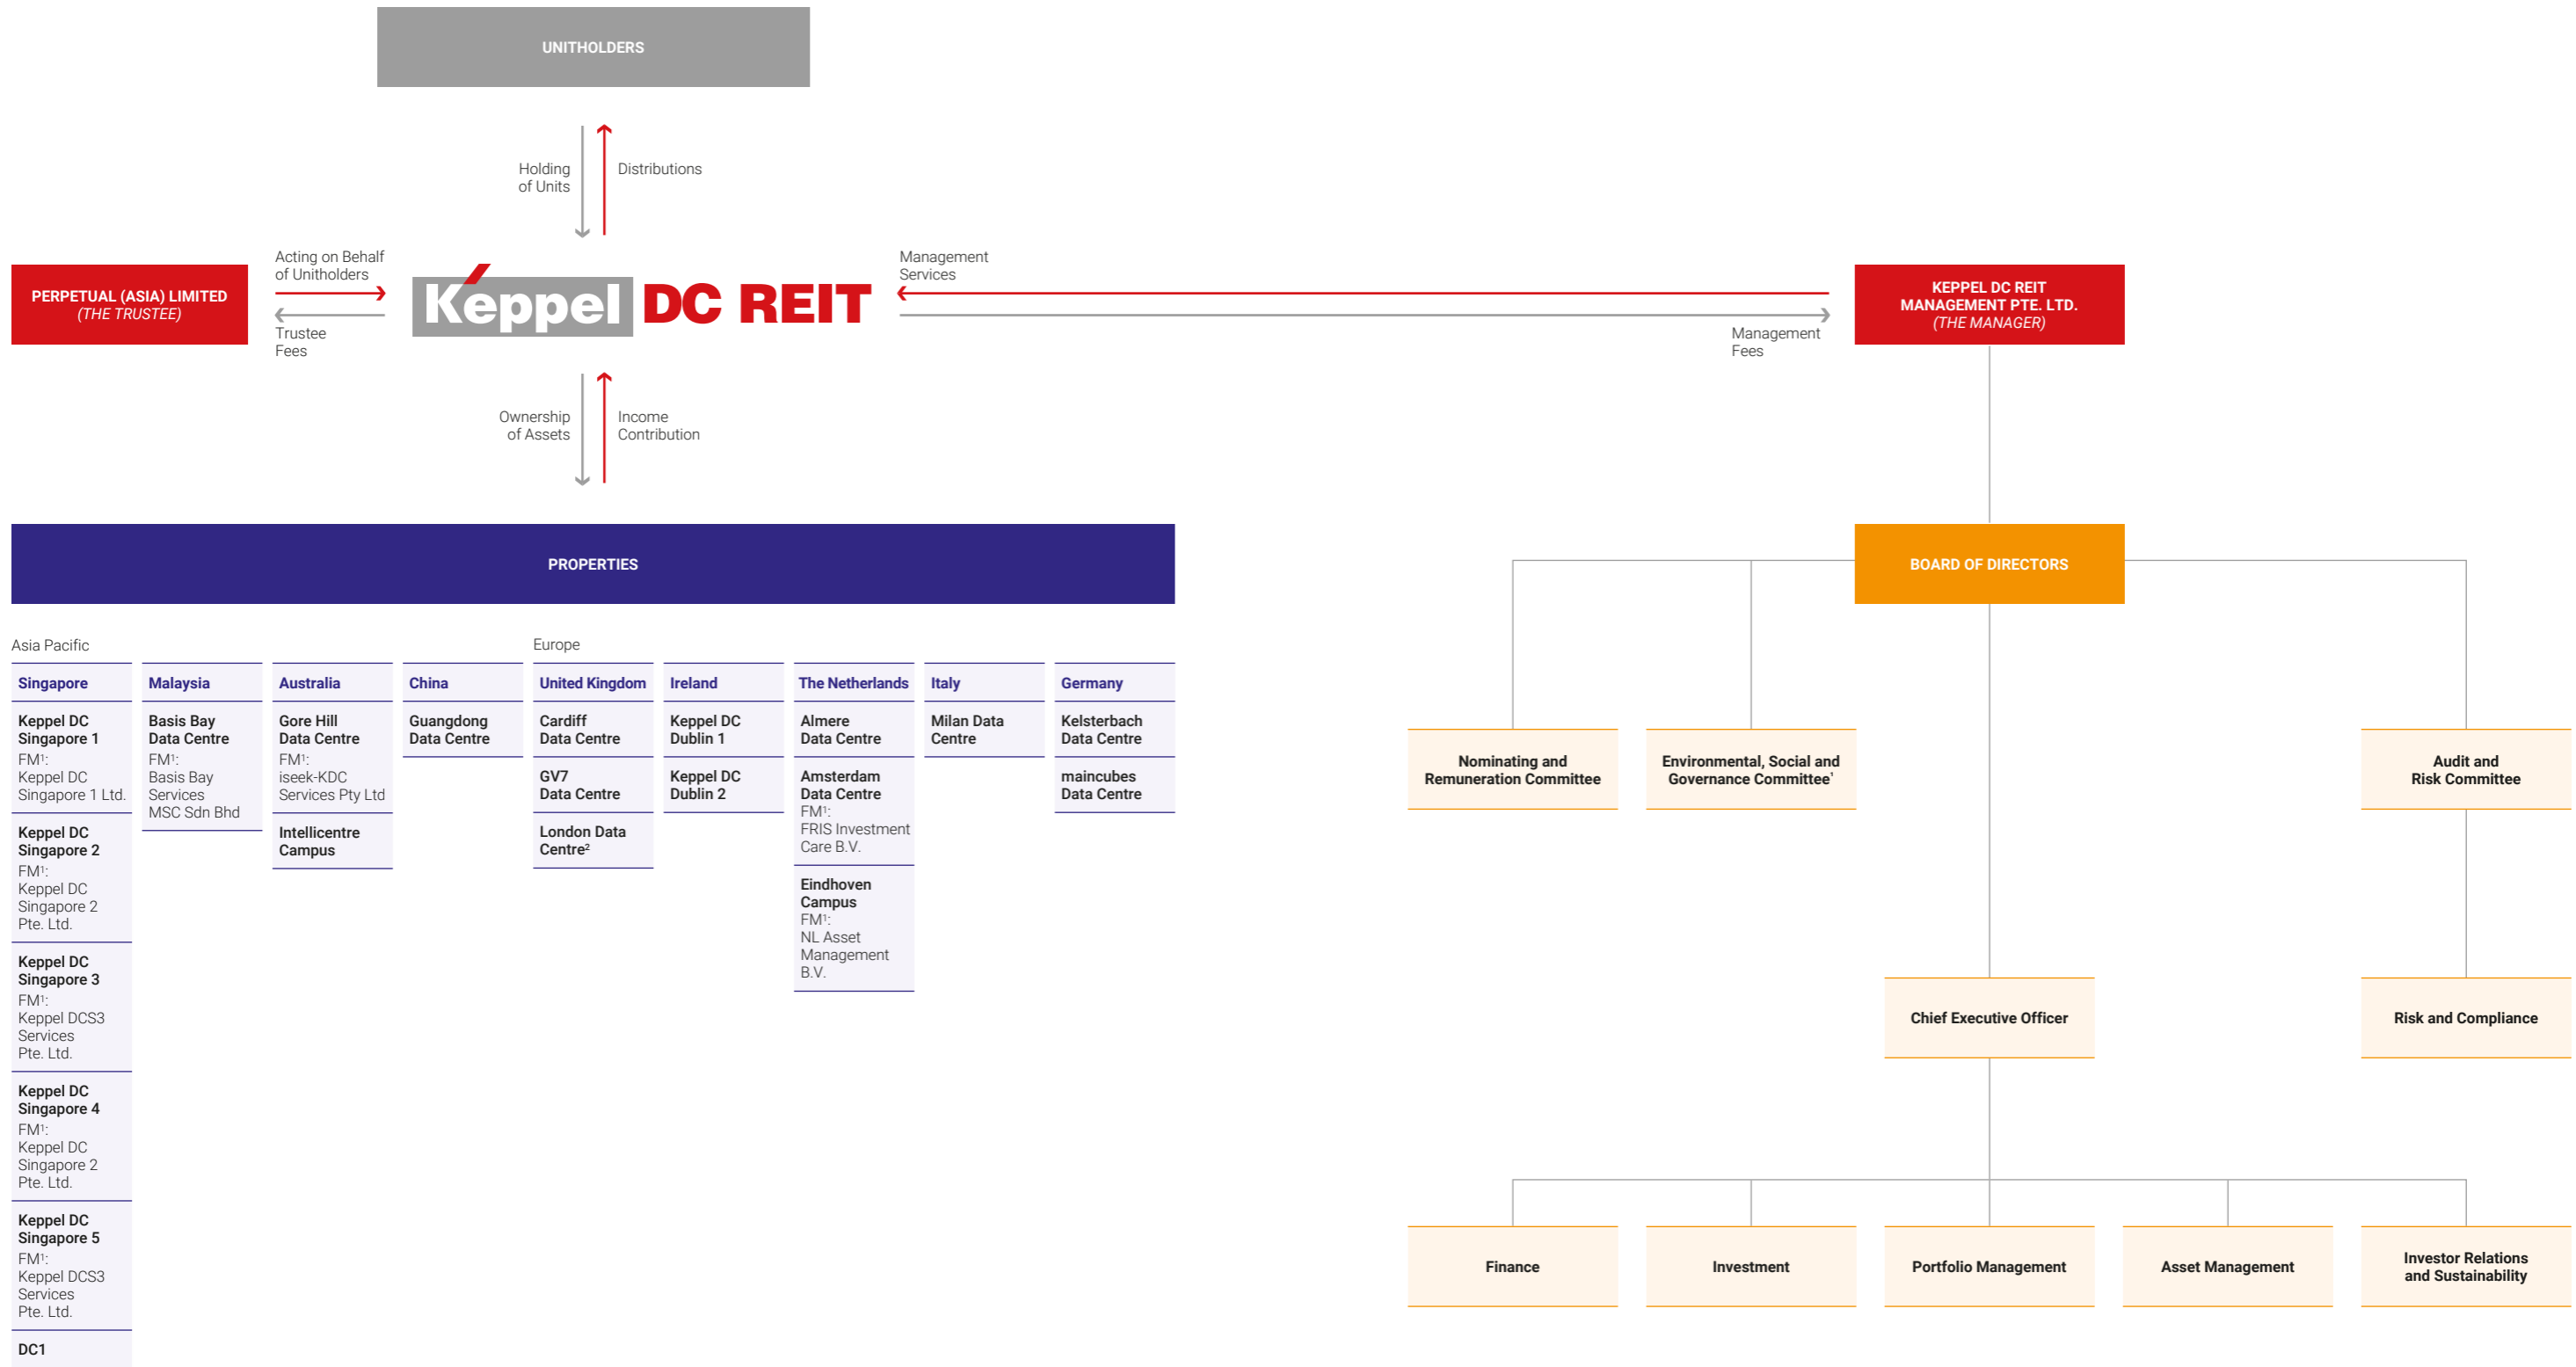 UNITHOLDERS
Holding
of Units
Distributions
PERPETUAL (ASIA) LIMITED
(THE TRUSTEE)
Acting on Behalf
of Unitholders
Trustee
Fees
Keppel DC REIT
Management
Services
Management
Fees
KEPPEL DC REIT
MANAGEMENT PTE. LTD.
(THE MANAGER)
Ownership
of Assets
Income
Contribution
PROPERTIES
Asia Pacific
Singapore
Keppel DC
Singapore 1
FM¹:
Keppel DC
Singapore 1 Ltd.
Keppel DC
Singapore 2
FM¹:
Keppel DC
Singapore 2
Pte. Ltd.
Keppel DC
Singapore 3
FM¹:
Keppel DCS3
Services
Pte. Ltd.
Keppel DC
Singapore 4
FM¹:
Keppel DC
Singapore 2
Pte. Ltd.
Keppel DC
Singapore 5
FM¹:
Keppel DCS3
Services
Pte. Ltd.
DC1
Malaysia
Basis Bay
Data Centre
FM¹:
Basis Bay
Services
MSC Sdn Bhd
Australia
Gore Hill
Data Centre
FM¹:
iseek-KDC
Services Pty Ltd
Intellicentre
Campus
China
Guangdong
Data Centre
Europe
United Kingdom
Cardiff
Data Centre
GV7
Data Centre
London Data
Centre²
Ireland
Keppel DC
Dublin 1
Keppel DC
Dublin 2
The Netherlands
Almere
Data Centre
Amsterdam
Data Centre
FM¹:
FRIS Investment
Care B.V.
Eindhoven
Campus
FM¹:
NL Asset
Management
B.V.
Italy
Milan Data
Centre
Germany
Kelsterbach
Data Centre
maincubes
Data Centre
BOARD OF DIRECTORS
Nominating and
Remuneration Committee
Environmental, Social and
Governance Committee¹
Audit and
Risk Committee
Chief Executive Officer
Risk and Compliance
Finance
Investment
Portfolio Management
Asset Management
Investor Relations
and Sustainability